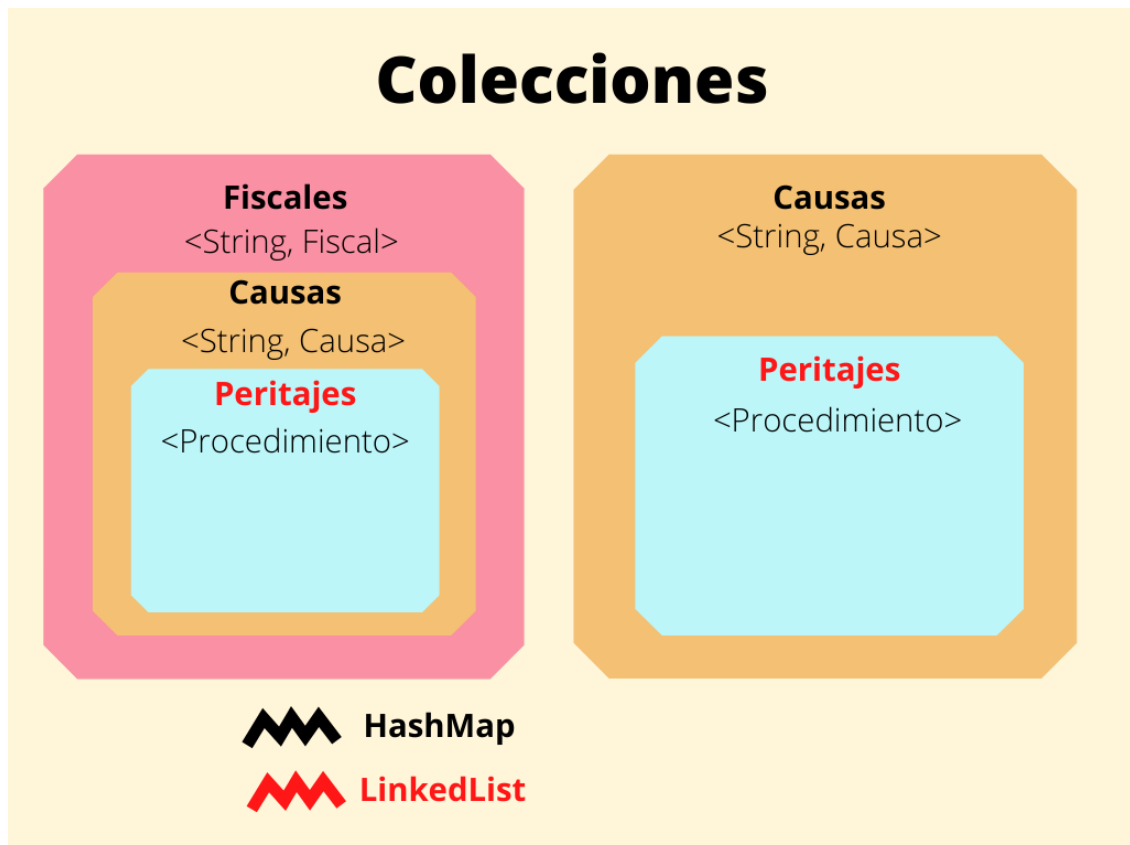 Colecciones
Fiscales
<String, Fiscal>
Causas
<String, Causa>
Peritajes
<Procedimiento>
Causas
<String, Causa>
Peritajes
<Procedimiento>
HashMap
LinkedList